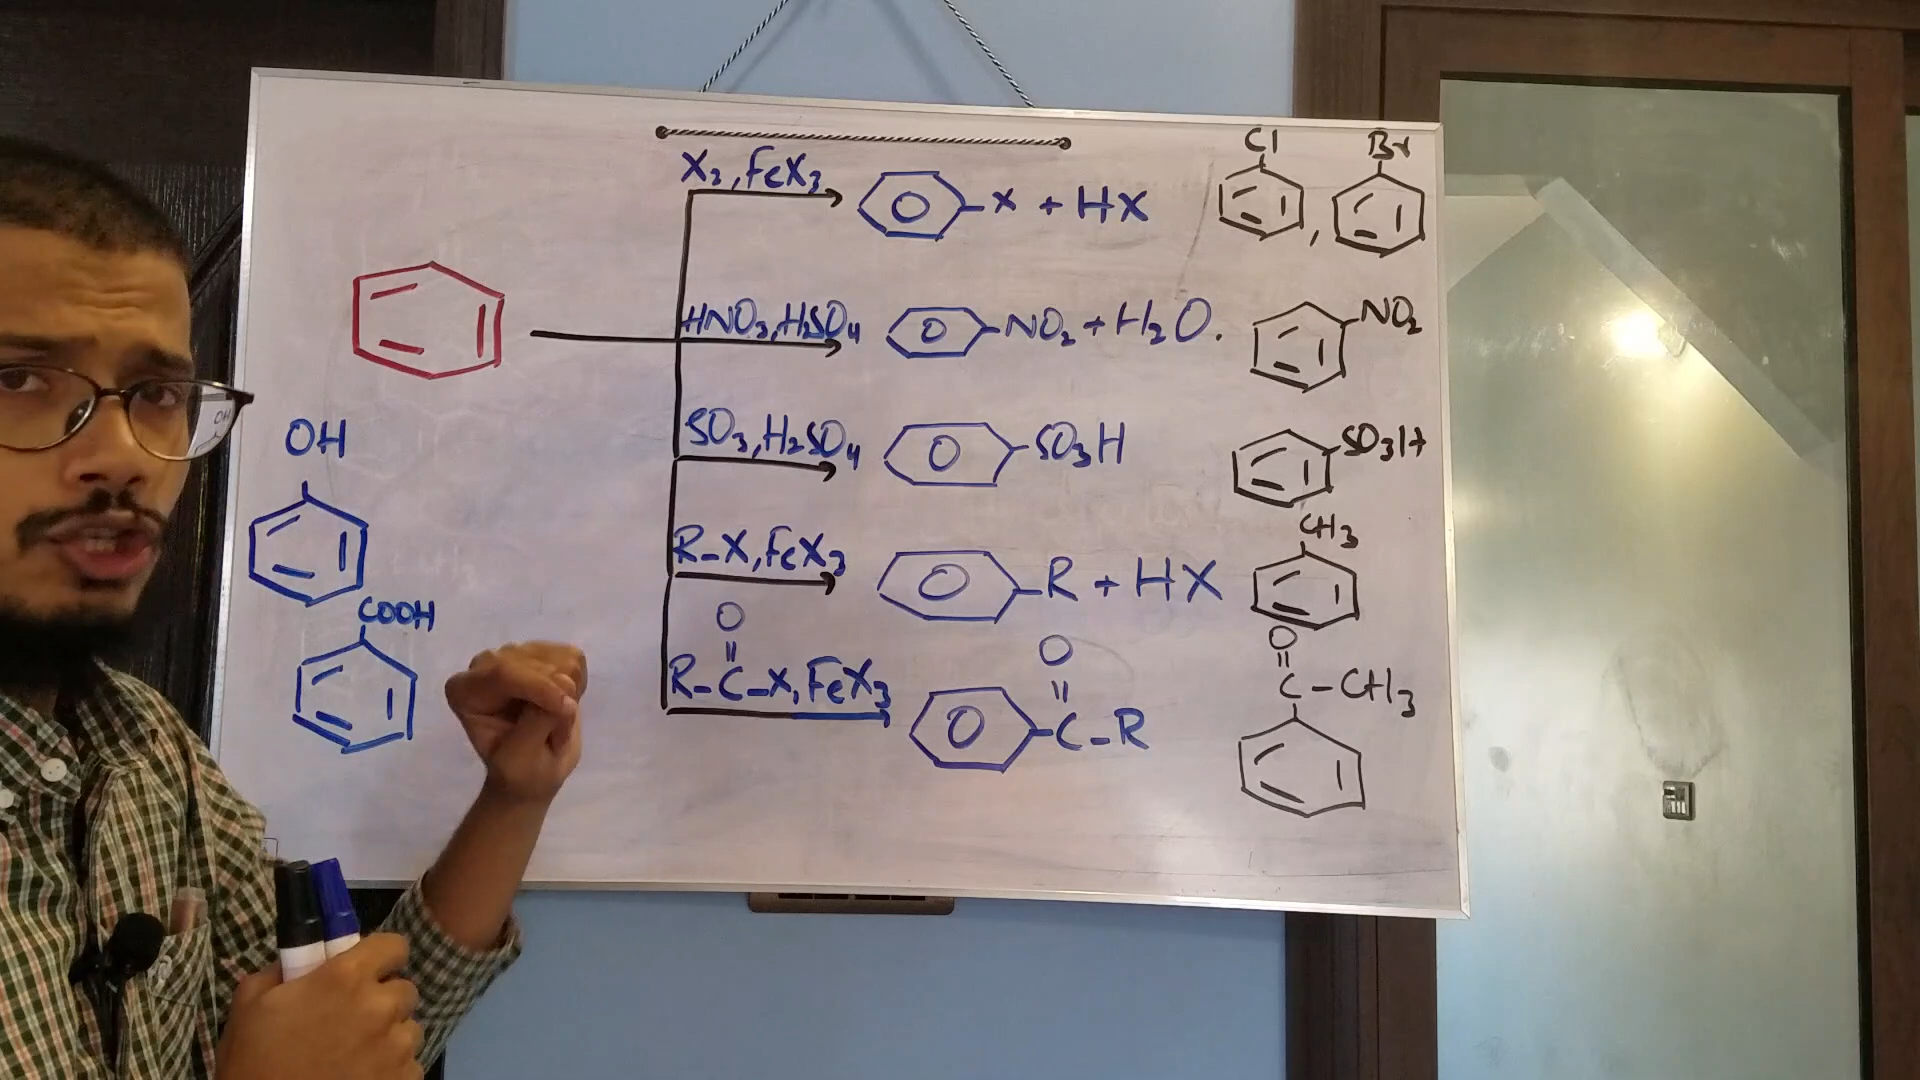 X₂, FeX₃
-X + HX
Cl
,
Br
HNO₃, H₂SO₄
-NO₂ + H₂O.
NO₂
SO₃, H₂SO₄
-SO₃H
SO₃H
R-X, FeX₃
-R + HX
CH₃
O
||
R-C-X, FeX₃
O
||
-C-R
O
||
C-CH₃
OH
COOH